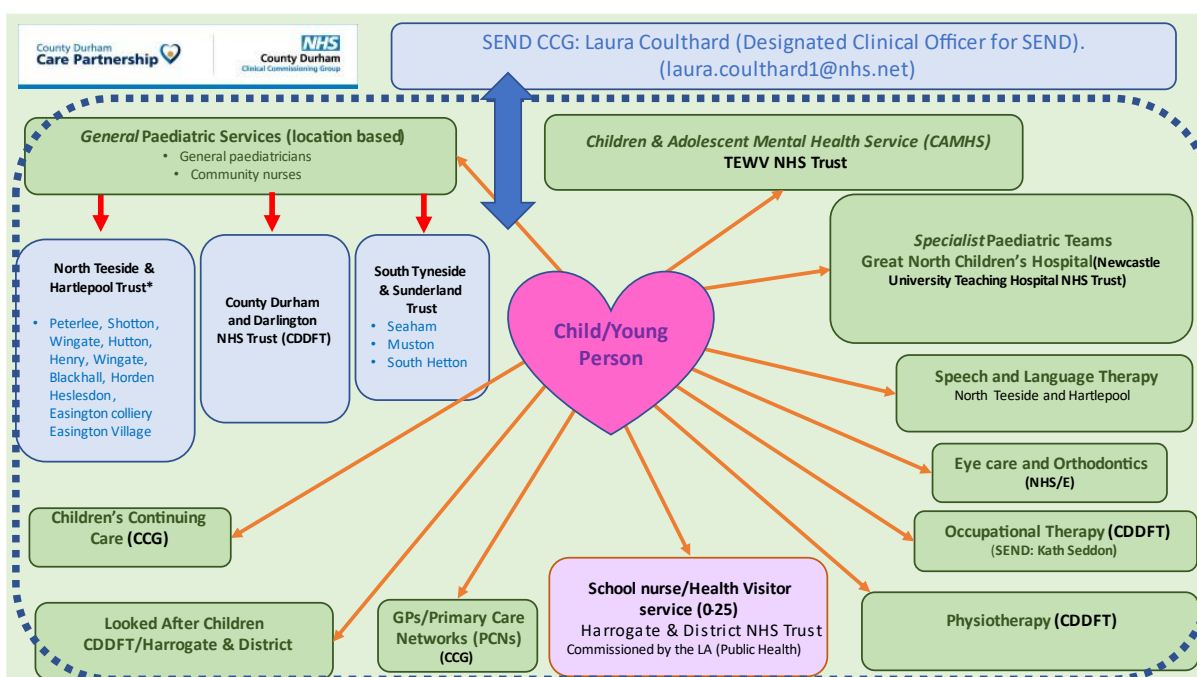 County Durham
Care Partnership
NHS
County Durham
Clinical Commissioning Group
SEND CCG: Laura Coulthard (Designated Clinical Officer for SEND).
(laura.coulthard1@nhs.net)
General Paediatric Services (location based)
• General paediatricians
• Community nurses
Children & Adolescent Mental Health Service (CAMHS)
TEWV NHS Trust
Specialist Paediatric Teams
Great North Children's Hospital(Newcastle
University Teaching Hospital NHS Trust)
North Teeside &
Hartlepool Trust*
• Peterlee, Shotton,
Wingate, Hutton,
Henry, Wingate,
Blackhall, Horden
Heslesdon,
Easington colliery
Easington Village
County Durham
and Darlington
NHS Trust (CDDFT)
South Tyneside
& Sunderland
Trust
• Seaham
• Muston
• South Hetton
Child/Young
Person
Speech and Language Therapy
North Teeside and Hartlepool
Eye care and Orthodontics
(NHS/E)
Children's Continuing
Care (CCG)
Occupational Therapy (CDDFT)
(SEND: Kath Seddon)
Looked After Children
CDDFT/Harrogate & District
GPs/Primary Care
Networks (PCNs)
(CCG)
School nurse/Health Visitor
service (0-25)
Harrogate & District NHS Trust
Commissioned by the LA (Public Health)
Physiotherapy (CDDFT)